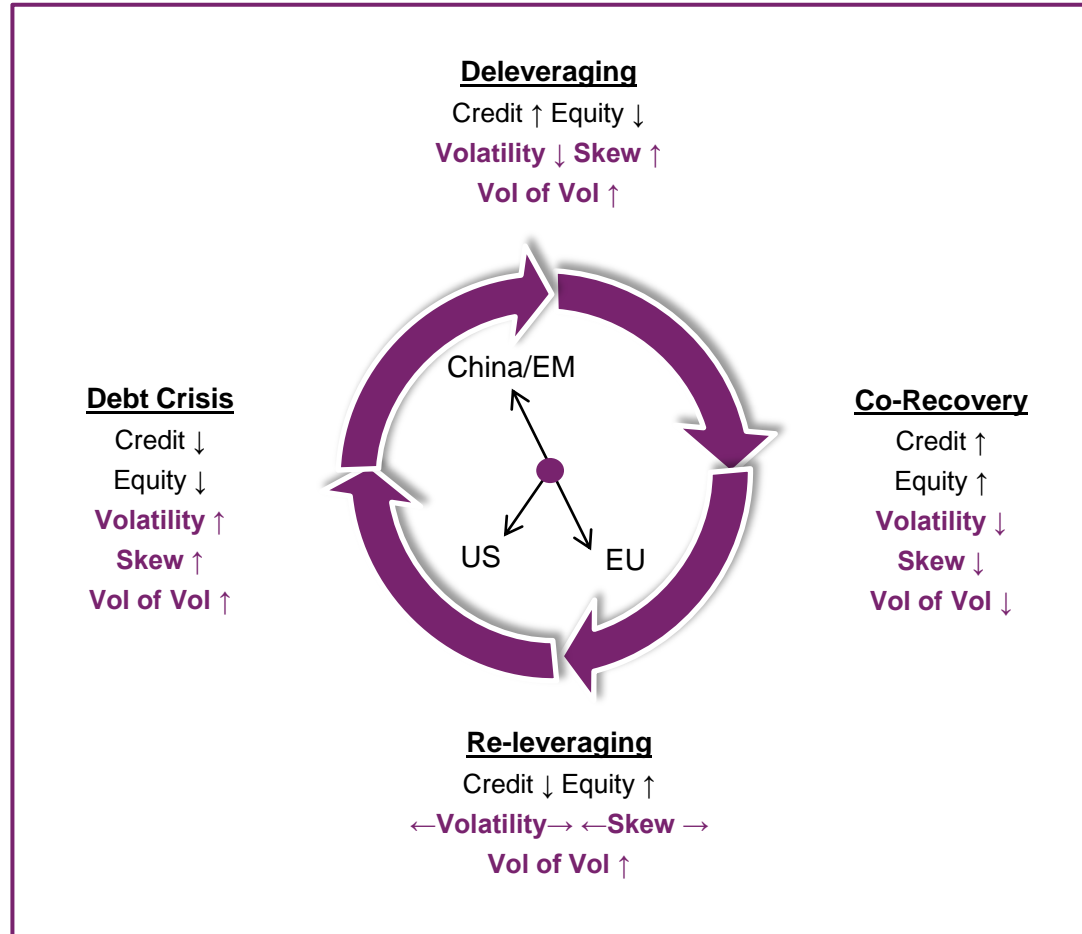 Deleveraging
Credit ↑ Equity ↓
Volatility ↓ Skew ↑
Vol of Vol ↑
China/EM
Debt Crisis
Credit ↓
Equity ↓
Volatility ↑
Skew ↑
Vol of Vol ↑
Co-Recovery
Credit ↑
Equity ↑
Volatility ↓
Skew ↓
Vol of Vol ↓
US
EU
Re-leveraging
Credit ↓ Equity ↑
←Volatility→ ←Skew →
Vol of Vol ↑